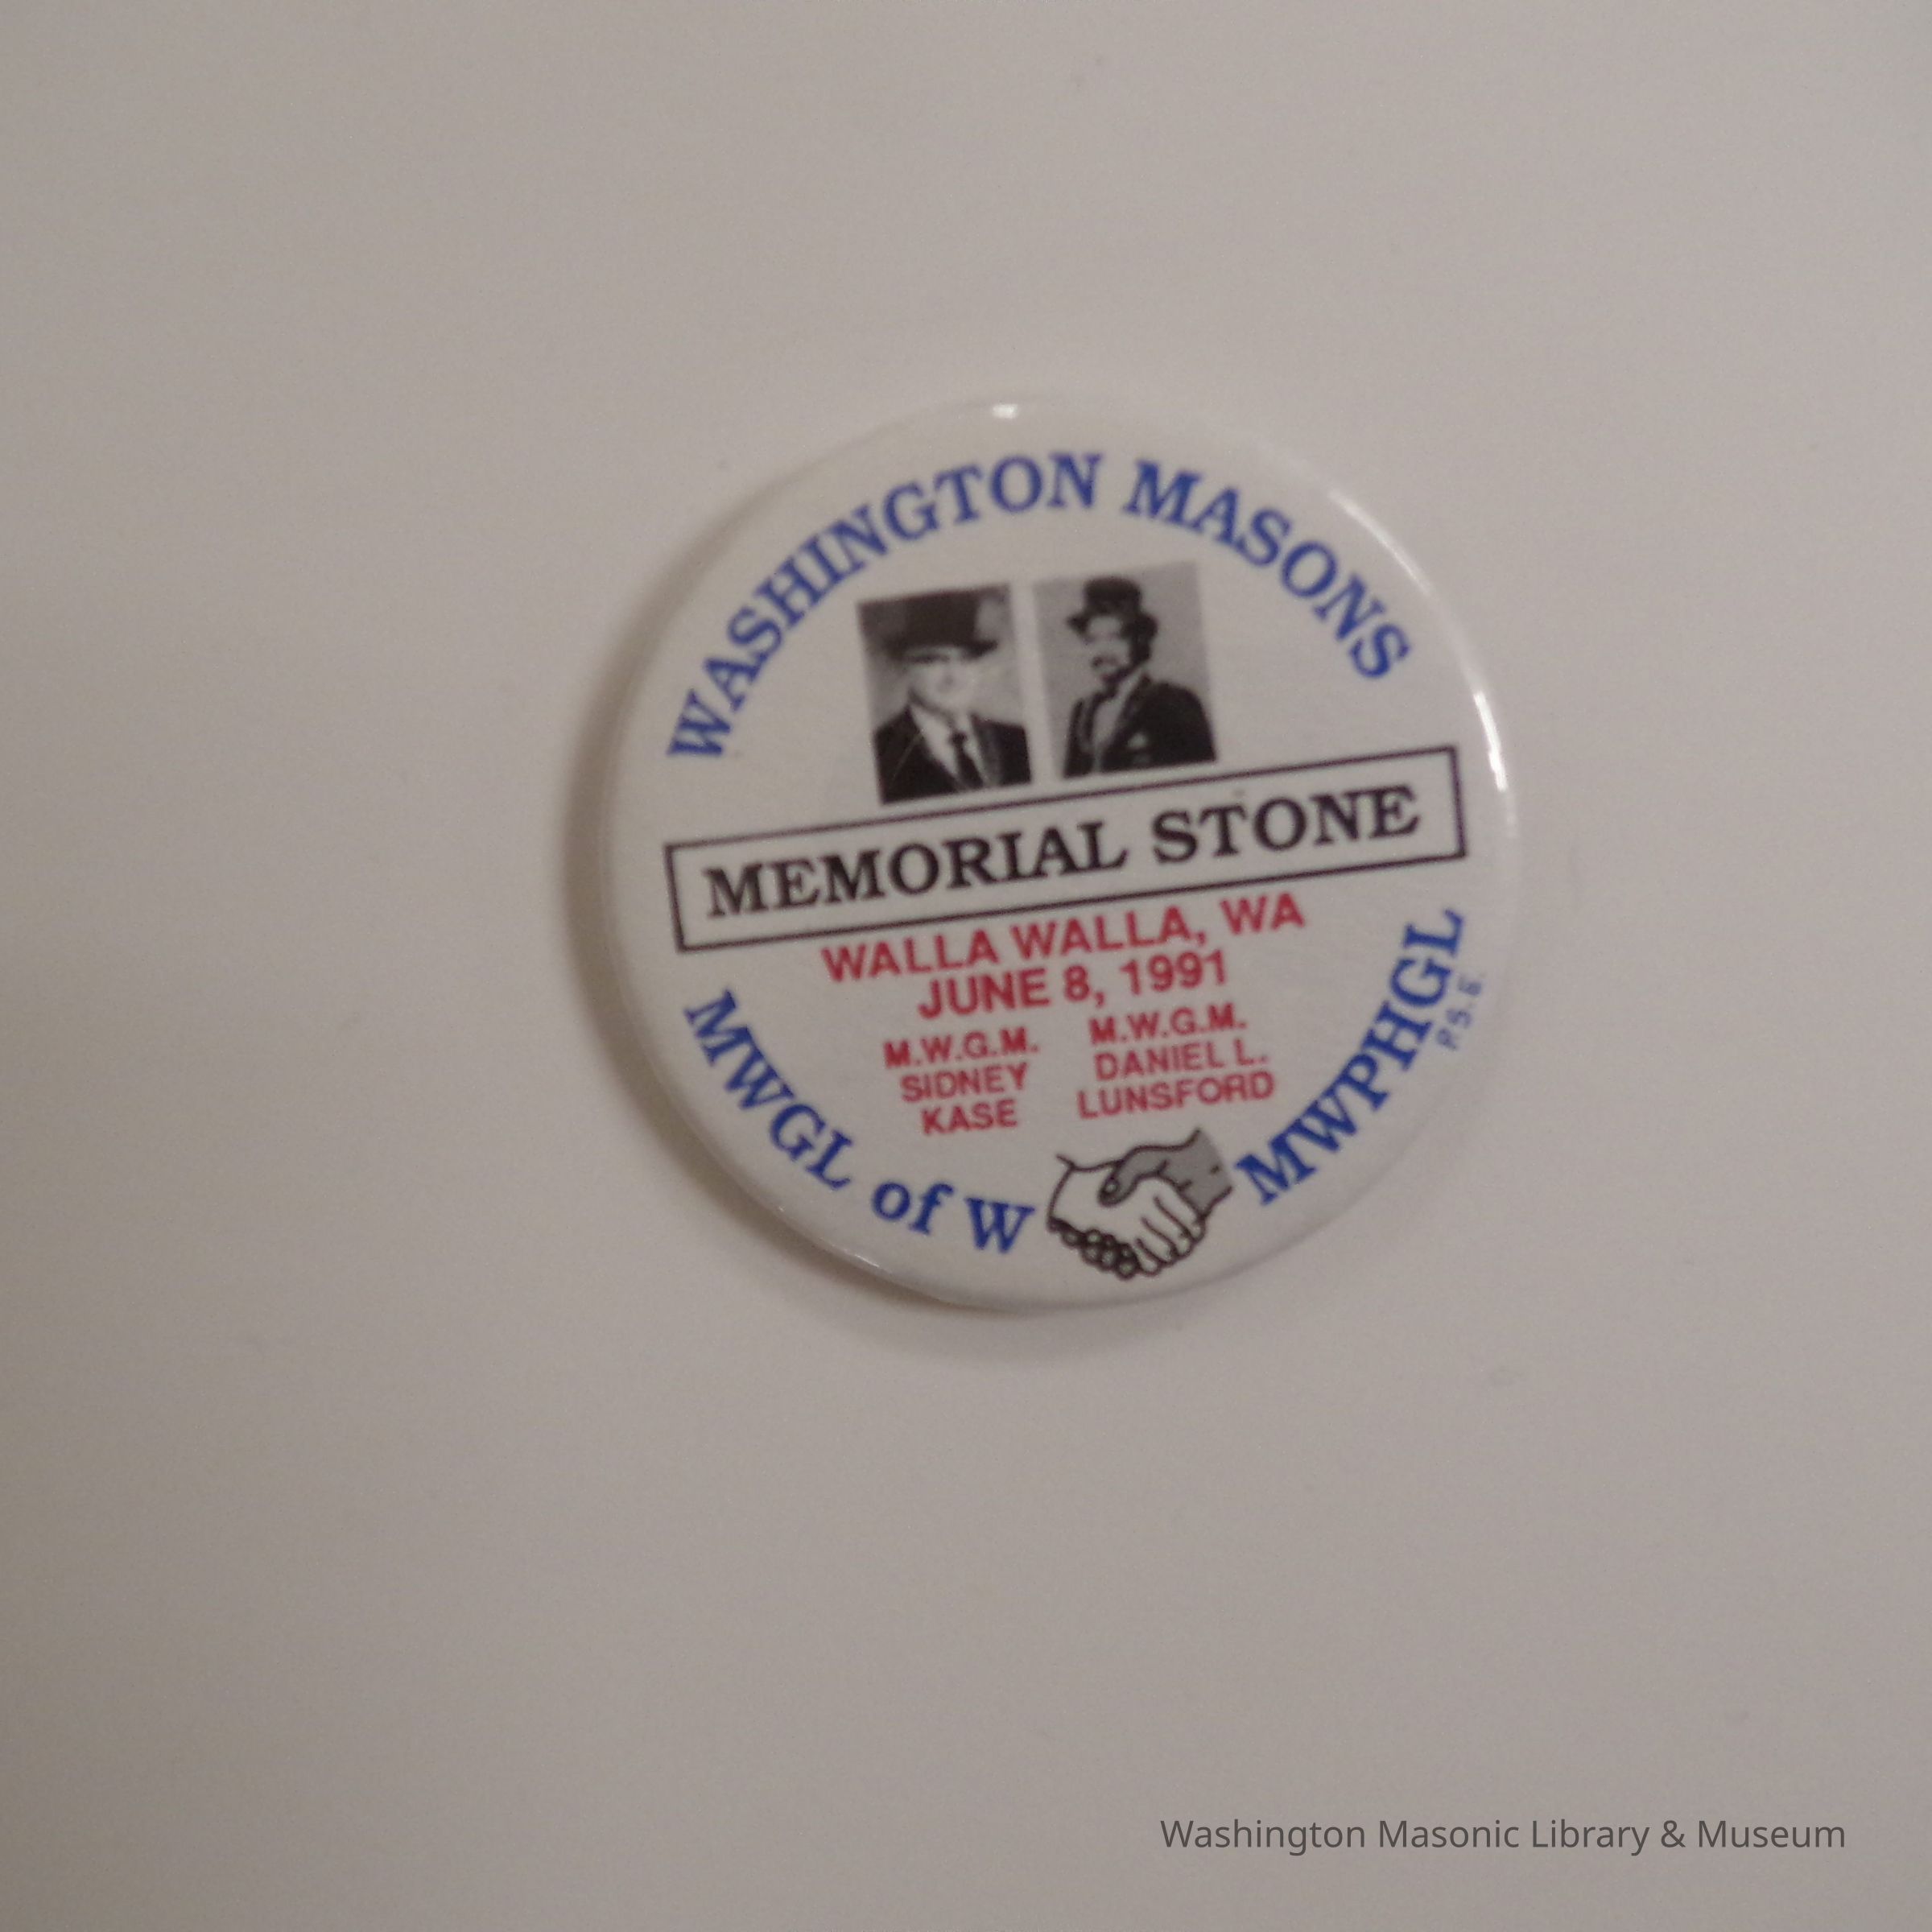 WASHINGTON MASONS
MEMORIAL STONE
WALLA WALLA, WA
JUNE 8, 1991
M.W.G.M.
SIDNEY
KASE
M.W.G.M.
DANIEL L.
LUNSFORD
MWGL of W
MWPHGL
Washington Masonic Library & Museum